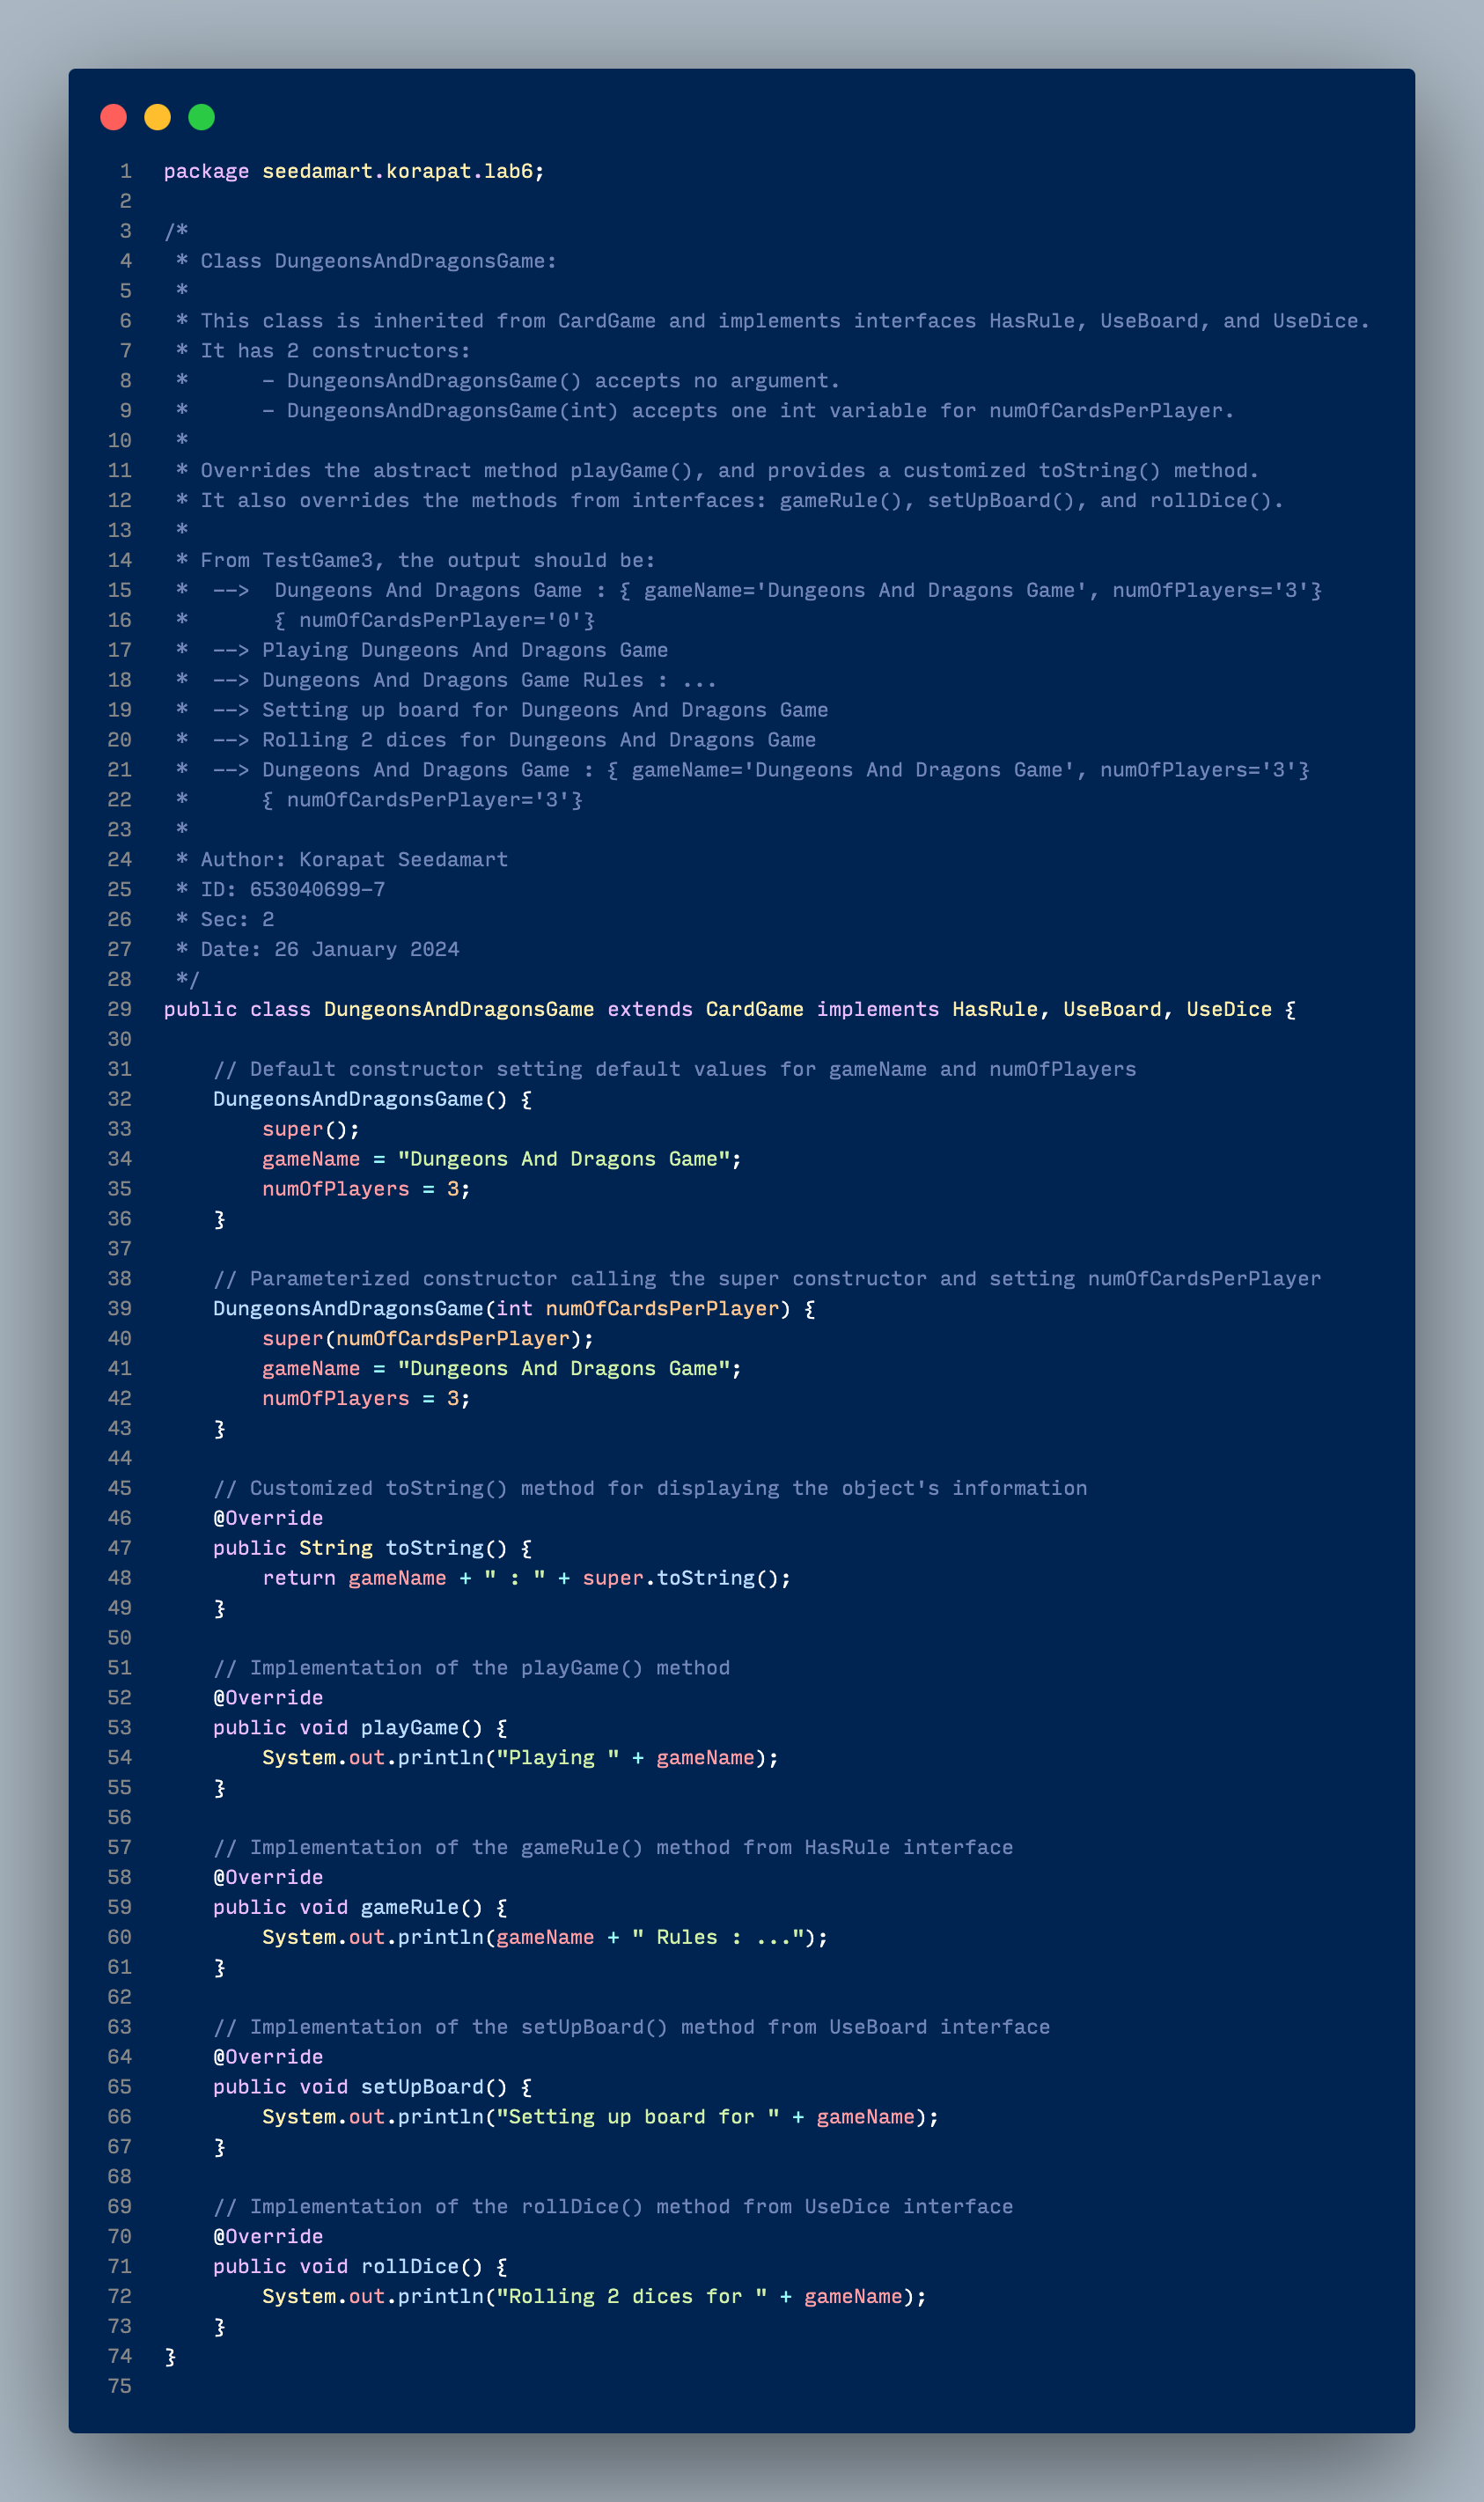 1 package seedamart.korapat.lab6;
2
3 /*
4  * Class DungeonsAndDragonsGame:
5  *
6  * This class is inherited from CardGame and implements interfaces HasRule, UseBoard, and UseDice.
7  * It has 2 constructors:
8  *      - DungeonsAndDragonsGame() accepts no argument.
9  *      - DungeonsAndDragonsGame(int) accepts one int variable for numOfCardsPerPlayer.
10  *
11  * Overrides the abstract method playGame(), and provides a customized toString() method.
12  * It also overrides the methods from interfaces: gameRule(), setUpBoard(), and rollDice().
13  *
14  * From TestGame3, the output should be:
15  *  -->  Dungeons And Dragons Game : { gameName='Dungeons And Dragons Game', numOfPlayers='3'}
16  *       { numOfCardsPerPlayer='0'}
17  *  --> Playing Dungeons And Dragons Game
18  *  --> Dungeons And Dragons Game Rules : ...
19  *  --> Setting up board for Dungeons And Dragons Game
20  *  --> Rolling 2 dices for Dungeons And Dragons Game
21  *  --> Dungeons And Dragons Game : { gameName='Dungeons And Dragons Game', numOfPlayers='3'}
22  *      { numOfCardsPerPlayer='3'}
23  *
24  * Author: Korapat Seedamart
25  * ID: 653040699-7
26  * Sec: 2
27  * Date: 26 January 2024
28  */
29 public class DungeonsAndDragonsGame extends CardGame implements HasRule, UseBoard, UseDice {
30
31     // Default constructor setting default values for gameName and numOfPlayers
32     DungeonsAndDragonsGame() {
33         super();
34         gameName = "Dungeons And Dragons Game";
35         numOfPlayers = 3;
36     }
37
38     // Parameterized constructor calling the super constructor and setting numOfCardsPerPlayer
39     DungeonsAndDragonsGame(int numOfCardsPerPlayer) {
40         super(numOfCardsPerPlayer);
41         gameName = "Dungeons And Dragons Game";
42         numOfPlayers = 3;
43     }
44
45     // Customized toString() method for displaying the object's information
46     @Override
47     public String toString() {
48         return gameName + " : " + super.toString();
49     }
50
51     // Implementation of the playGame() method
52     @Override
53     public void playGame() {
54         System.out.println("Playing " + gameName);
55     }
56
57     // Implementation of the gameRule() method from HasRule interface
58     @Override
59     public void gameRule() {
60         System.out.println(gameName + " Rules : ...");
61     }
62
63     // Implementation of the setUpBoard() method from UseBoard interface
64     @Override
65     public void setUpBoard() {
66         System.out.println("Setting up board for " + gameName);
67     }
68
69     // Implementation of the rollDice() method from UseDice interface
70     @Override
71     public void rollDice() {
72         System.out.println("Rolling 2 dices for " + gameName);
73     }
74 }
75